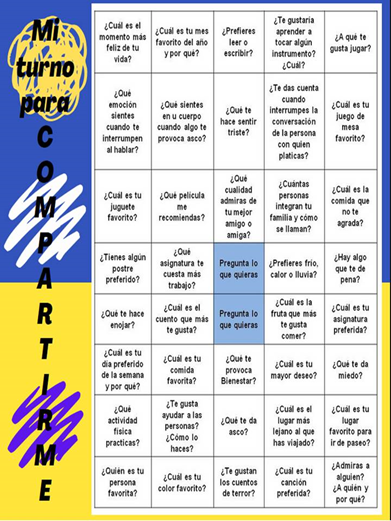 Mi
turno
para
COMPARTIRME
¿Cuál es el
momento más
feliz de tu
vida?
¿Cuál es tu mes
favorito del año
y por qué?
¿Prefieres
leer o
escribir?
¿Te gustaría
aprender a
tocar algún
instrumento?
¿Cuál?
¿A qué te
gusta jugar?
¿Qué
emoción
sientes
cuando te
interrumpen
al hablar?
¿Qué sientes
en u cuerpo
cuando algo te
provoca asco?
¿Qué te
hace sentir
triste?
¿Te das cuenta
cuando
interrumpes la
conversación
de la persona
con quien
platicas?
¿Cuál es tu
juego de
mesa
favorito?
¿Cuál es tu
juguete
favorito?
¿Qué película
me
recomiendas?
¿Qué
cualidad
admiras de
tu mejor
amigo o
amiga?
¿Cuántas
personas
integran tu
familia y cómo
se llaman?
¿Cuál es la
comida que
no te
agrada?
¿Tienes algún
postre
preferido?
¿Qué
asignatura te
cuesta más
trabajo?
Pregunta lo
que quieras
¿Prefieres frío,
calor o lluvia?
¿Hay algo
que te de
pena?
¿Qué te hace
enojar?
¿Cuál es el
cuento que más
te gusta?
Pregunta lo
que quieras
¿Cuál es la
fruta que más
te gusta
comer?
¿Cuál es tu
asignatura
preferida?
¿Cuál es tu
día preferido
de la semana
y por qué?
¿Cuál es tu
comida
favorita?
¿Qué te
provoca
Bienestar?
¿Cuál es tu
mayor deseo?
¿Qué te da
miedo?
¿Qué
actividad
física
practicas?
¿Te gusta
ayudar a las
personas?
¿Cómo lo
haces?
¿Qué te da
asco?
¿Cuál es el
lugar más
lejano al que
has viajado?
¿Cuál es tu
lugar
favorito para
ir de paseo?
¿Quién es tu
persona
favorita?
¿Cuál es tu
color favorito?
¿Te gustan
los cuentos
de terror?
¿Cuál es tu
canción
preferida?
¿Admiras a
alguien?
¿A quién y
por qué?